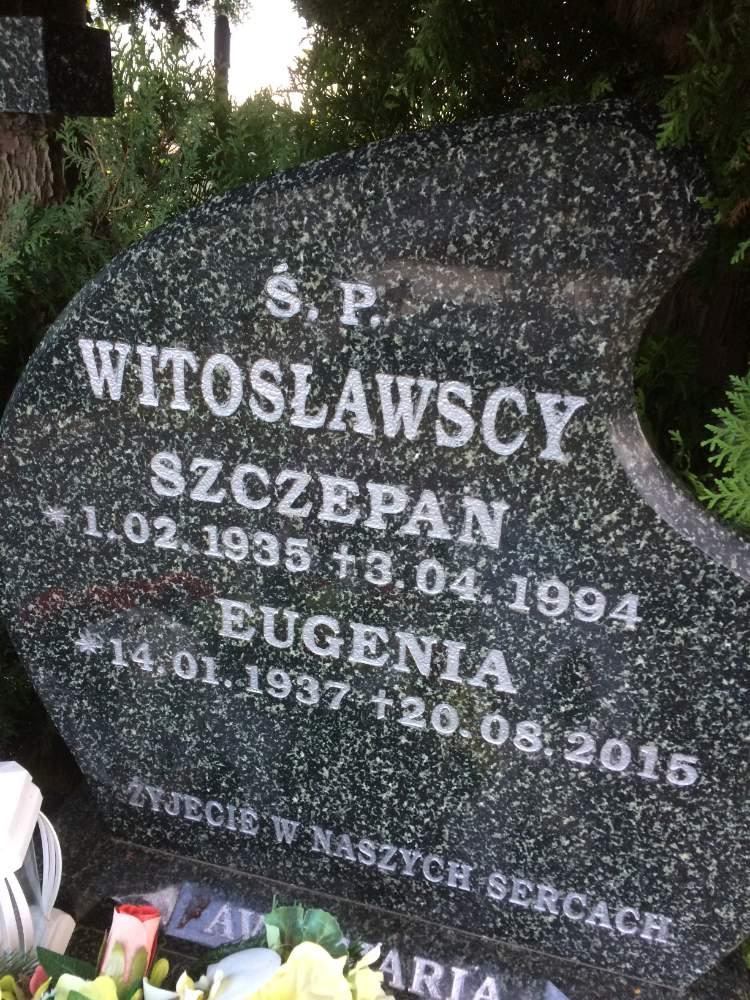 Ś. P.
WITOSŁAWSCY
SZCZEPAN
* 1.02.1935 † 3.04.1994
EUGENIA
* 14.01.1937 † 20.08.2015
ŻYJECIE W NASZYCH SERCACH